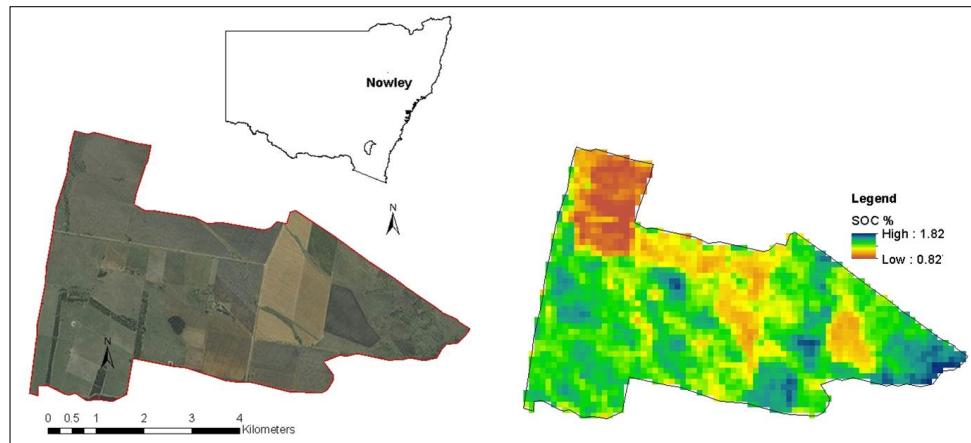 Nowley
N
N
0 0.5 1 2 3 4
Kilometers
Legend
SOC %
High : 1.82
Low : 0.82